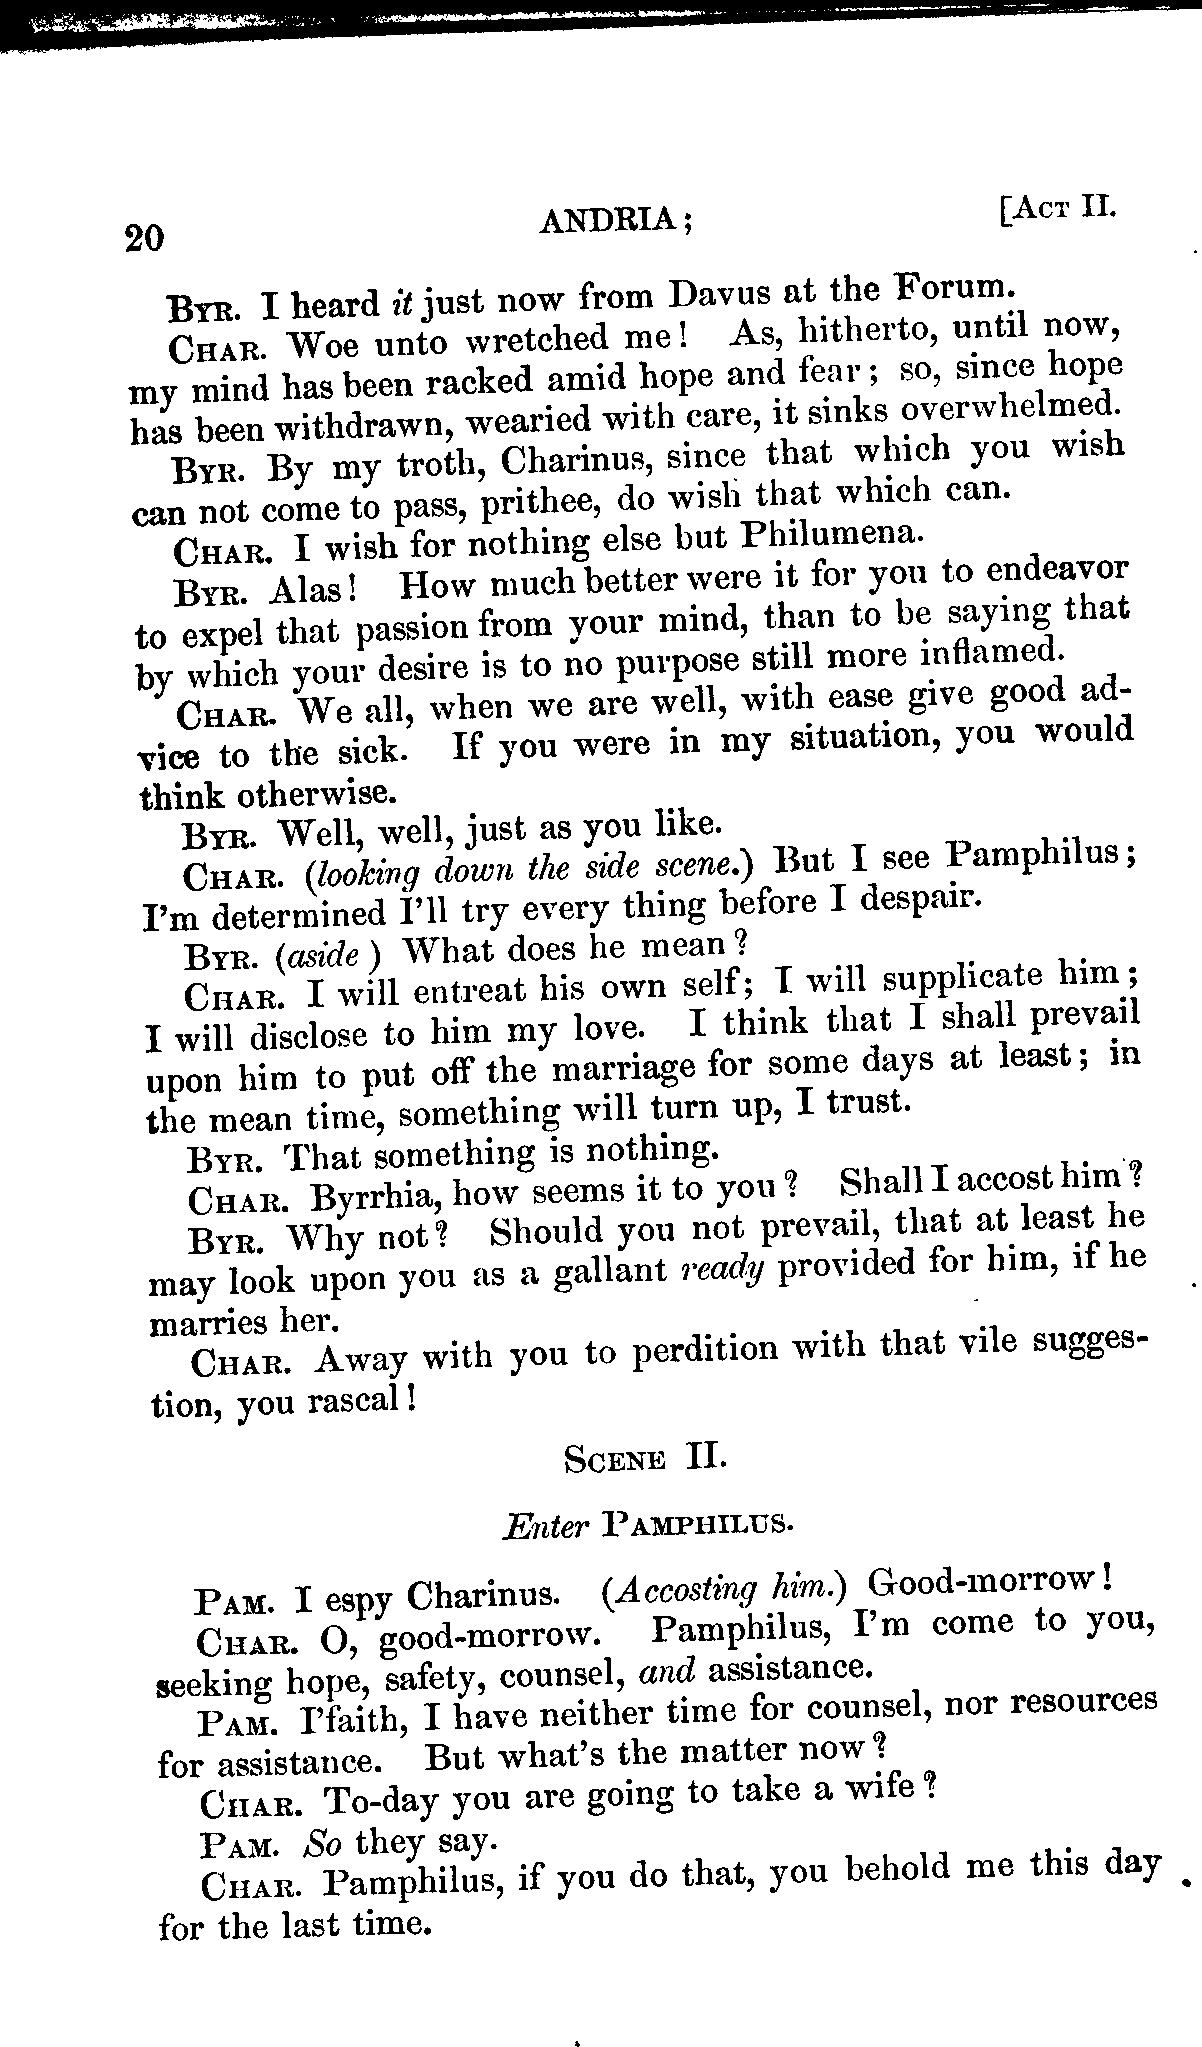 20 ANDRIA; [ACT II.
BYR. I heard it just now from Davus at the Forum.
CHAR. Woe unto wretched me! As, hitherto, until now,
my mind has been racked amid hope and fear; so, since hope
has been withdrawn, wearied with care, it sinks overwhelmed.
BYR. By my troth, Charinus, since that which you wish
can not come to pass, prithee, do wish that which can.
CHAR. I wish for nothing else but Philumena.
BYR. Alas! How much better were it for you to endeavor
to expel that passion from your mind, than to be saying that
by which your desire is to no purpose still more inflamed.
CHAR. We all, when we are well, with ease give good ad-
vice to the sick. If you were in my situation, you would
think otherwise.
BYR. Well, well, just as you like.
CHAR. (looking down the side scene.) But I see Pamphilus;
I'm determined I'll try every thing before I despair.
BYR. (aside) What does he mean?
CHAR. I will entreat his own self; I will supplicate him;
I will disclose to him my love. I think that I shall prevail
upon him to put off the marriage for some days at least; in
the mean time, something will turn up, I trust.
BYR. That something is nothing.
CHAR. Byrrhia, how seems it to you? Shall I accost him?
BYR. Why not? Should you not prevail, that at least he
may look upon you as a gallant ready provided for him, if he
marries her.
CHAR. Away with you to perdition with that vile sugges-
tion, you rascal!
SCENE II.
Enter PAMPHILUS.
PAM. I espy Charinus. (Accosting him.) Good-morrow!
CHAR. O, good-morrow. Pamphilus, I'm come to you,
seeking hope, safety, counsel, and assistance.
PAM. I'faith, I have neither time for counsel, nor resources
for assistance. But what's the matter now?
CHAR. To-day you are going to take a wife?
PAM. So they say.
CHAR. Pamphilus, if you do that, you behold me this day
for the last time.